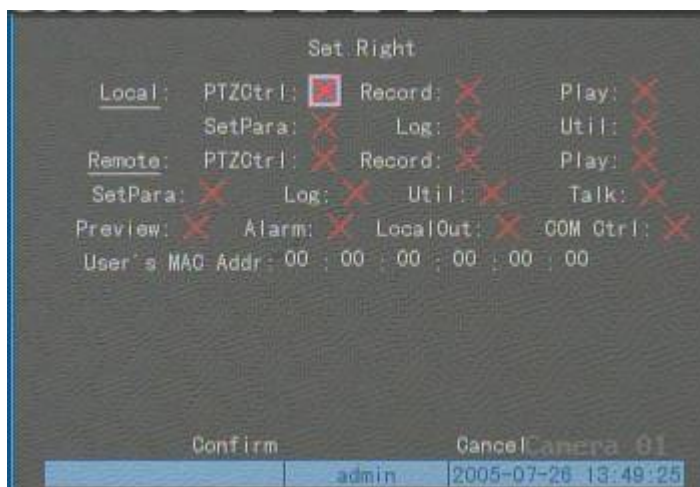 Set Right
Local: PTZCtrl: Record: Play:
SetPara: Log: Util:
Remote: PTZCtrl: Record: Play:
SetPara: Log: Util: Talk:
Preview: Alarm: LocalOut: COM Ctrl:
User's MAC Addr: 00 : 00 : 00 : 00 : 00 : 00
Confirm Cancel Camera 01
admin 2005-07-26 13:49:25